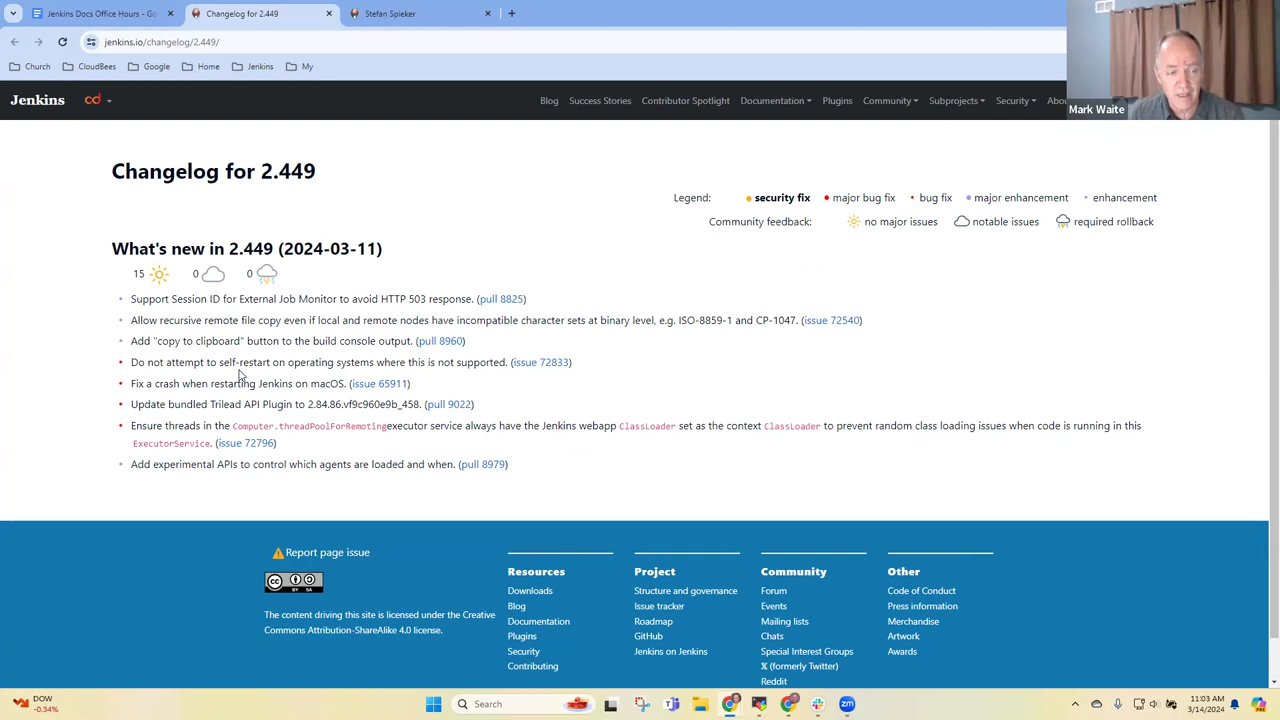 Jenkins Docs Office Hours - Go
Changelog for 2.449
Stefan Spieker
jenkins.io/changelog/2.449/
Church
CloudBees
Google
Home
Jenkins
My
Mark Waite
Jenkins
cd
Blog
Success Stories
Contributor Spotlight
Documentation
Plugins
Community
Subprojects
Security
Changelog for 2.449
Legend: security fix major bug fix bug fix major enhancement enhancement
Community feedback: no major issues notable issues required rollback
What's new in 2.449 (2024-03-11)
15 0 0
Support Session ID for External Job Monitor to avoid HTTP 503 response. (pull 8825)
Allow recursive remote file copy even if local and remote nodes have incompatible character sets at binary level, e.g. ISO-8859-1 and CP-1047. (issue 72540)
Add "copy to clipboard" button to the build console output. (pull 8960)
Do not attempt to self-restart on operating systems where this is not supported. (issue 72833)
Fix a crash when restarting Jenkins on macOS. (issue 65911)
Update bundled Trilead API Plugin to 2.84.86.vf9c960e9b_458. (pull 9022)
Ensure threads in the Computer.threadPoolForRemotingexecutor service always have the Jenkins webapp ClassLoader set as the context ClassLoader to prevent random class loading issues when code is running in this
ExecutorService. (issue 72796)
Add experimental APIs to control which agents are loaded and when. (pull 8979)
Report page issue
The content driving this site is licensed under the Creative
Commons Attribution-ShareAlike 4.0 license.
Resources
Downloads
Blog
Documentation
Plugins
Security
Contributing
Project
Structure and governance
Issue tracker
Roadmap
GitHub
Jenkins on Jenkins
Community
Forum
Events
Mailing lists
Chats
Special Interest Groups
X (formerly Twitter)
Reddit
Other
Code of Conduct
Press information
Merchandise
Artwork
Awards
DOW
-0.34%
Search
11:03 AM
3/14/2024